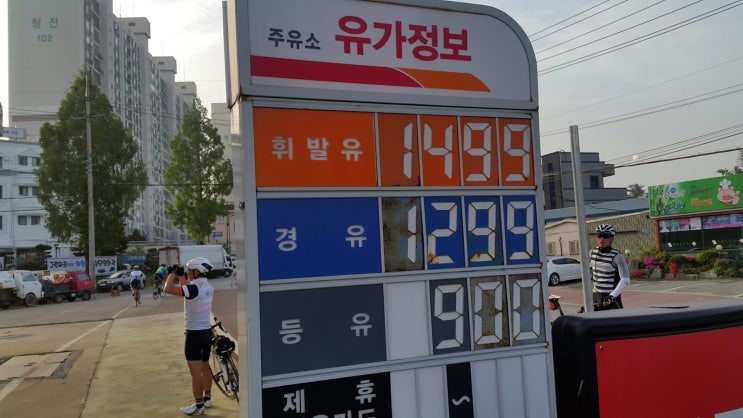 청전
102
주유소 유가정보
휘발유 1499
경 유 1299
등 유 900
제 휴